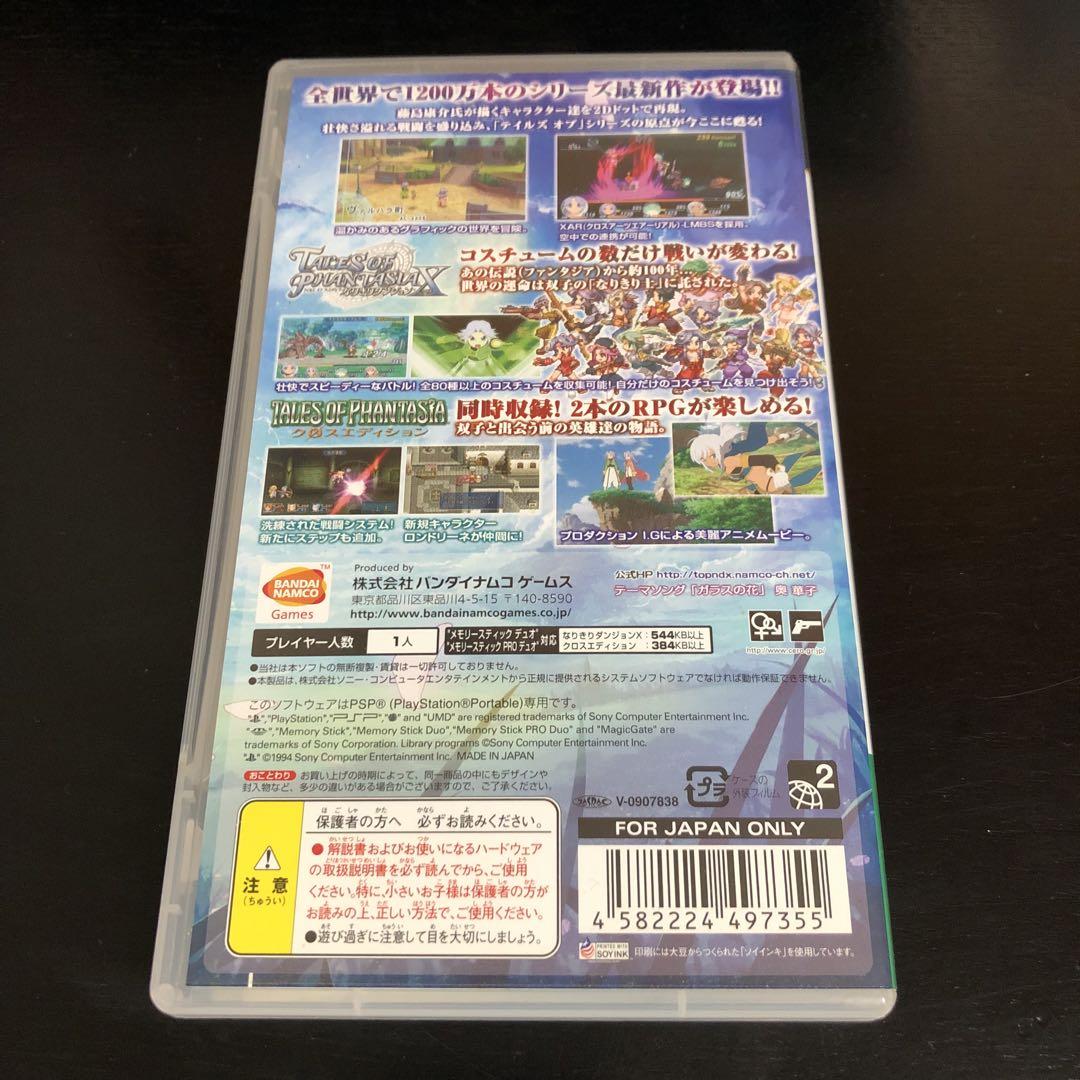 全世界で1200万本のシリーズ最新作が登場!!
藤島康介氏が描くキャラクター達を2Dドットで再現。
壮快さ溢れる戦闘を盛り込み、「テイルズ オブ」シリーズの原点が今ここに甦る!
ヴァルハラ町
温かみのあるグラフィックの世界を冒険。
XAR(クロスアーツエアーリアル)-LMBSを採用。
空中での連携が可能!
TALES OF PHANTASIA X
なりきりダンジョン
コスチュームの数だけ戦いが変わる!
あの伝説(ファンタジア)から約100年…。
世界の運命は双子の「なりきり士」に託された。
壮快でスピーディーなバトル! 全80種以上のコスチュームを収集可能! 自分だけのコスチュームを見つけ出そう!
TALES OF PHANTASIA
クロスエディション
同時収録! 2本のRPGが楽しめる!
双子と出会う前の英雄達の物語。
洗練された戦闘システム!
新たにステップも追加。
新規キャラクター
ロンドリーネが仲間に!
プロダクション I.Gによる美麗アニメムービー。
BANDAI NAMCO Games
TM
Produced by
株式会社 バンダイナムコ ゲームス
東京都品川区東品川4-5-15 〒140-8590
http://www.bandainamcogames.co.jp/
公式HP http://topndx.namco-ch.net/
テーマソング「ガラスの花」 奥 華子
http://www.cero.gr.jp/
プレイヤー人数 1人
"メモリースティック デュオ" "メモリースティック PRO デュオ" 対応
なりきりダンジョンX:544KB以上
クロスエディション:384KB以上
●当社は本ソフトの無断複製・賃貸は一切許可しておりません。
●本製品は、株式会社ソニー・コンピュータエンタテインメントから正規に提供されるシステムソフトウェアでなければ動作保証できません。
このソフトウェアはPSP® (PlayStation®Portable)専用です。
" ","PlayStation","PSP"," " and "UMD" are registered trademarks of Sony Computer Entertainment Inc.
" ","Memory Stick","Memory Stick Duo","Memory Stick PRO Duo" and "MagicGate" are
trademarks of Sony Corporation. Library programs ©Sony Computer Entertainment Inc.
" " ©1994 Sony Computer Entertainment Inc. MADE IN JAPAN
おことわり お買い上げの時期によって、同一商品の中にもデザインや
封入物など、多少の違いがある場合がございますので、ご了承ください。
プラ
ケースの
外装フィルム
2
JASRAC V-0907838
FOR JAPAN ONLY
4 582224 497355
PRINTED WITH
SOY INK
印刷には大豆からつくられた「ソイインキ」を使用しています。
注意
(ちゅうい)
保護者の方へ 必ずお読みください。
●解説書およびお使いになるハードウェア
の取扱説明書を必ず読んでから、ご使用
ください。特に、小さいお子様は保護者の方が
お読みの上、正しい方法で、ご使用ください。
●遊び過ぎに注意して目を大切にしましょう。